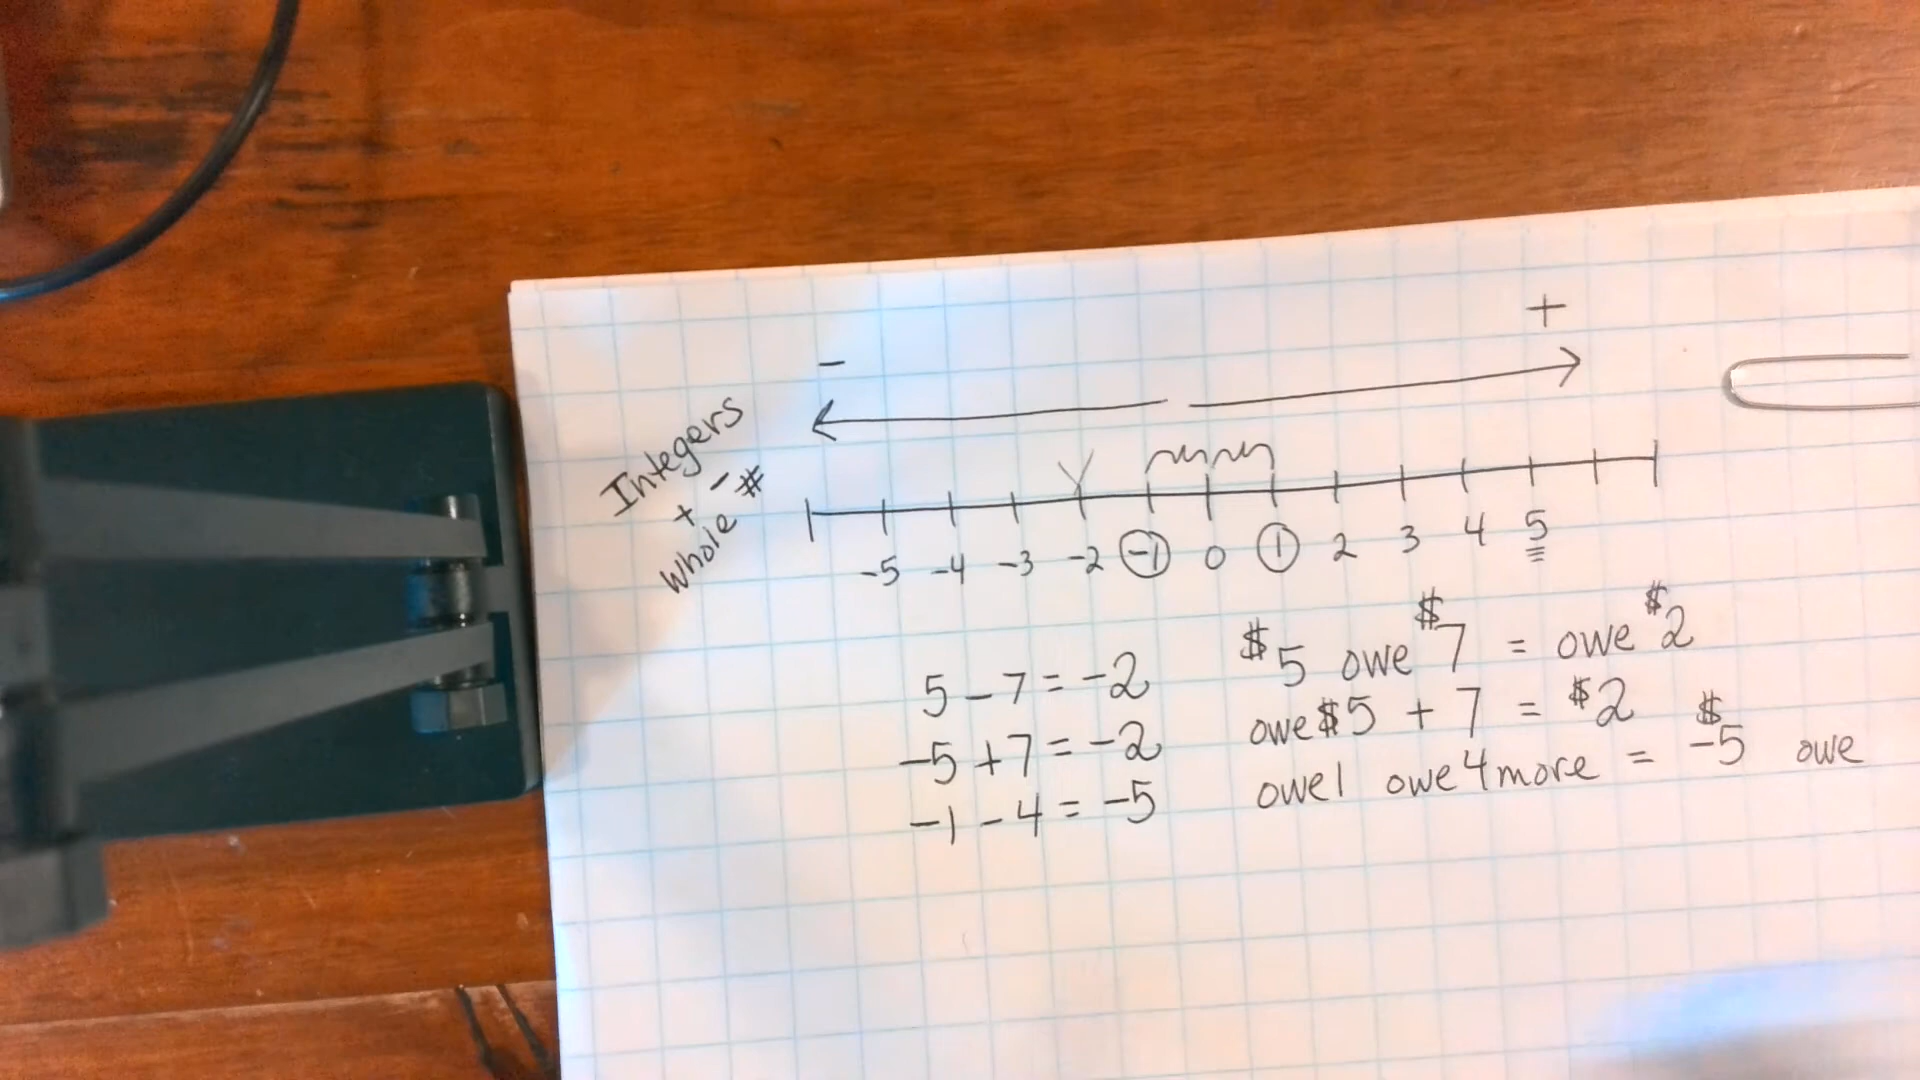 Integers
+ -
whole #
- +
-5 -4 -3 -2 -1 0 1 2 3 4 5
5 - 7 = -2 $5 owe $7 = owe $2
-5 + 7 = -2 owe $5 + 7 = $2
-1 - 4 = -5 owe 1 owe 4 more = $-5 owe